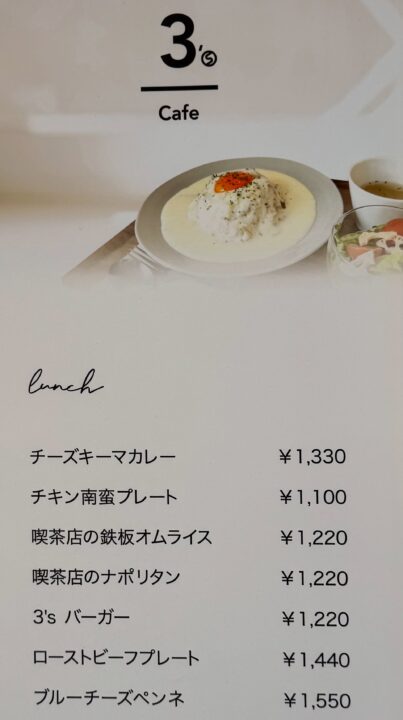 3's
Cafe
lunch
チーズキーマカレー ￥1,330
チキン南蛮プレート ￥1,100
喫茶店の鉄板オムライス ￥1,220
喫茶店のナポリタン ￥1,220
3's バーガー ￥1,220
ローストビーフプレート ￥1,440
ブルーチーズペンネ ￥1,550